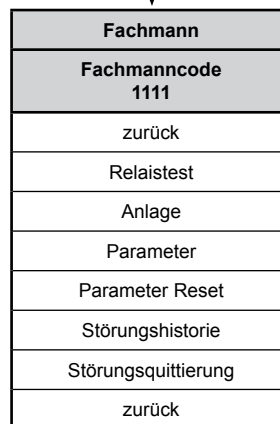 Fachmann
Fachmanncode
1111
zurück
Relaistest
Anlage
Parameter
Parameter Reset
Störungshistorie
Störungsquittierung
zurück